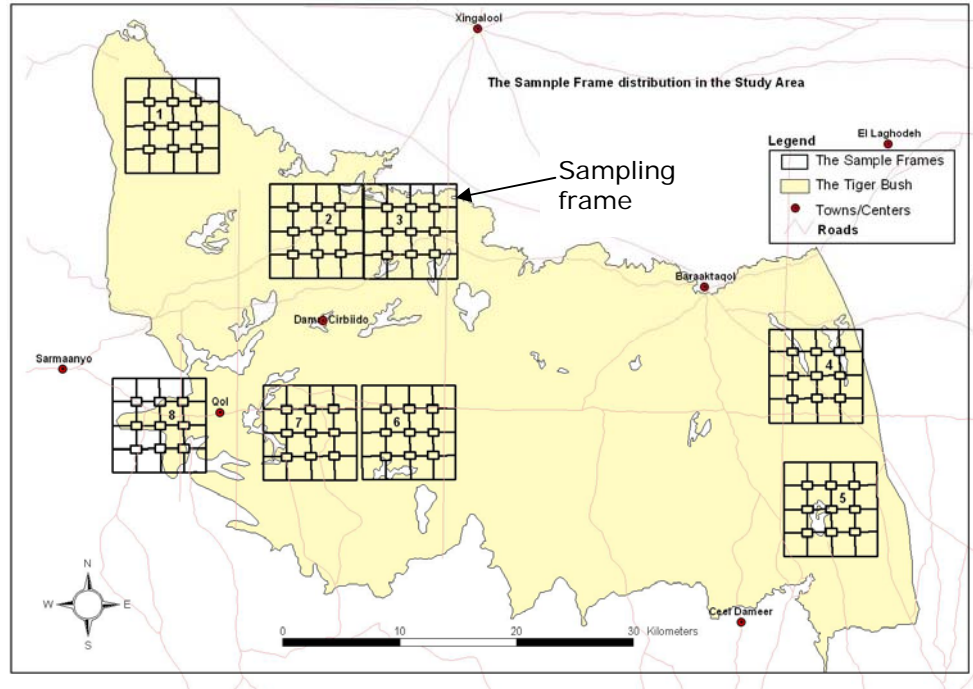 Xingalool
The Samnple Frame distribution in the Study Area
El Laghodeh
Legend
The Sample Frames
The Tiger Bush
Towns/Centers
Roads
Sampling
frame
1
2
3
Baraaktaqol
Damer Cirbiido
Sarmaanyo
4
Qol
8
7
6
5
N
W
E
S
Ceel Dameer
0
10
20
30
Kilometers